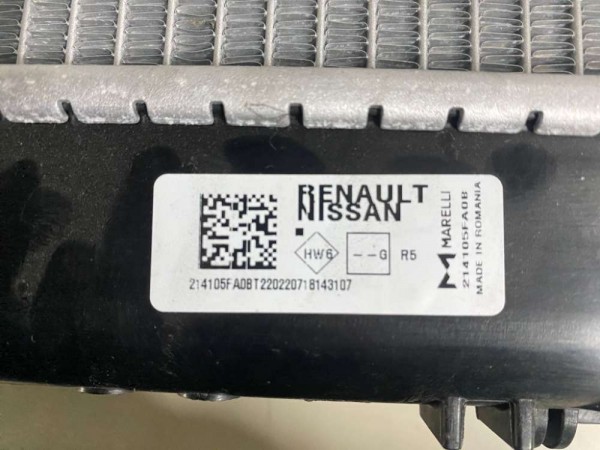 RENAULT
NISSAN
HW6
--G
R5
214105FA0BT220220718143107
MARELLI
214105FA0B
MADE IN ROMANIA